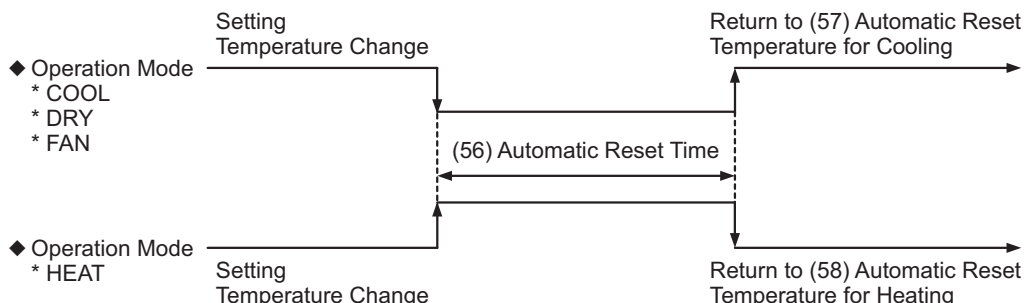 Setting
Temperature Change
Return to (57) Automatic Reset
Temperature for Cooling
◆ Operation Mode
* COOL
* DRY
* FAN
(56) Automatic Reset Time
◆ Operation Mode
* HEAT
Setting
Temperature Change
Return to (58) Automatic Reset
Temperature for Heating